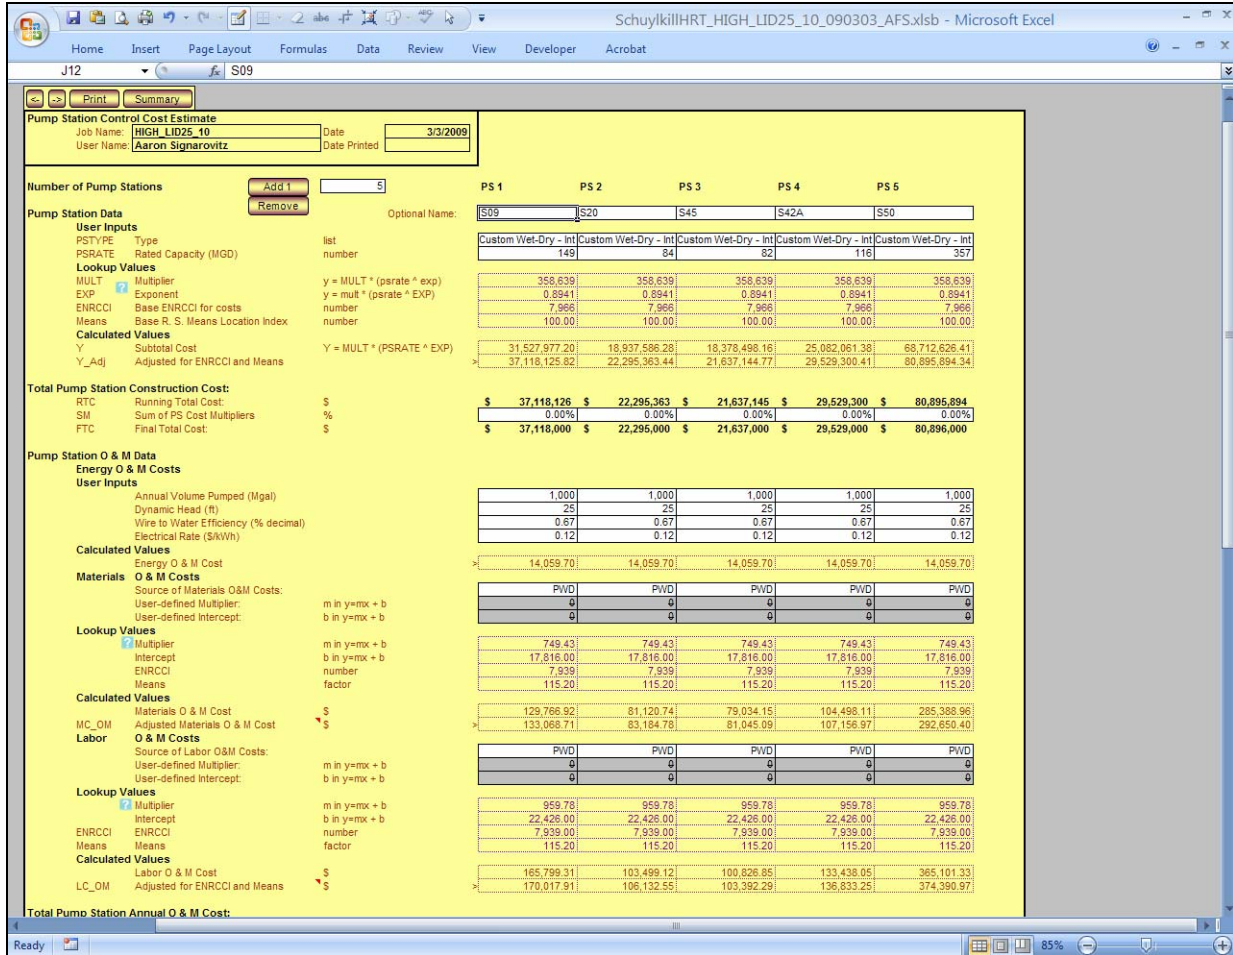 SchuylkillHRT_HIGH_LID25_10_090303_AFS.xlsb - Microsoft Excel
Home Insert Page Layout Formulas Data Review View Developer Acrobat
J12 fx S09
<- -> Print Summary
Pump Station Control Cost Estimate
Job Name: HIGH_LID25_10 Date 3/3/2009
User Name: Aaron Signarovitz Date Printed
Number of Pump Stations Add 1 5 PS 1 PS 2 PS 3 PS 4 PS 5
Remove
Pump Station Data Optional Name: S09 S20 S45 S42A S50
User Inputs
PSTYPE Type list Custom Wet-Dry - Int Custom Wet-Dry - Int Custom Wet-Dry - Int Custom Wet-Dry - Int Custom Wet-Dry - Int
PSRATE Rated Capacity (MGD) number 149 84 82 116 357
Lookup Values
MULT ? Multiplier y = MULT * (psrate ^ exp) 358,639 358,639 358,639 358,639 358,639
EXP Exponent y = mult * (psrate ^ EXP) 0.8941 0.8941 0.8941 0.8941 0.8941
ENRCCI Base ENRCCI for costs number 7,966 7,966 7,966 7,966 7,966
Means Base R. S. Means Location Index number 100.00 100.00 100.00 100.00 100.00
Calculated Values
Y Subtotal Cost Y = MULT * (PSRATE ^ EXP) 31,527,977.20 18,937,586.28 18,378,498.16 25,082,061.38 68,712,626.41
Y_Adj Adjusted for ENRCCI and Means > 37,118,125.82 22,295,363.44 21,637,144.77 29,529,300.41 80,895,894.34
Total Pump Station Construction Cost:
RTC Running Total Cost: $ $ 37,118,126 $ 22,295,363 $ 21,637,145 $ 29,529,300 $ 80,895,894
SM Sum of PS Cost Multipliers % 0.00% 0.00% 0.00% 0.00% 0.00%
FTC Final Total Cost: $ $ 37,118,000 $ 22,295,000 $ 21,637,000 $ 29,529,000 $ 80,896,000
Pump Station O & M Data
Energy O & M Costs
User Inputs
Annual Volume Pumped (Mgal) 1,000 1,000 1,000 1,000 1,000
Dynamic Head (ft) 25 25 25 25 25
Wire to Water Efficiency (% decimal) 0.67 0.67 0.67 0.67 0.67
Electrical Rate ($/kWh) 0.12 0.12 0.12 0.12 0.12
Calculated Values
Energy O & M Cost > 14,059.70 14,059.70 14,059.70 14,059.70 14,059.70
Materials O & M Costs
Source of Materials O&M Costs: PWD PWD PWD PWD PWD
User-defined Multiplier: m in y=mx + b 0 0 0 0 0
User-defined Intercept: b in y=mx + b 0 0 0 0 0
Lookup Values
? Multiplier m in y=mx + b 749.43 749.43 749.43 749.43 749.43
Intercept b in y=mx + b 17,816.00 17,816.00 17,816.00 17,816.00 17,816.00
ENRCCI number 7,939 7,939 7,939 7,939 7,939
Means factor 115.20 115.20 115.20 115.20 115.20
Calculated Values
Materials O & M Cost $ 129,766.92 81,120.74 79,034.15 104,498.11 285,388.96
MC_OM Adjusted Materials O & M Cost $ > 133,068.71 83,184.78 81,045.09 107,156.97 292,650.40
Labor O & M Costs
Source of Labor O&M Costs: PWD PWD PWD PWD PWD
User-defined Multiplier: m in y=mx + b 0 0 0 0 0
User-defined Intercept: b in y=mx + b 0 0 0 0 0
Lookup Values
? Multiplier m in y=mx + b 959.78 959.78 959.78 959.78 959.78
Intercept b in y=mx + b 22,426.00 22,426.00 22,426.00 22,426.00 22,426.00
ENRCCI ENRCCI number 7,939.00 7,939.00 7,939.00 7,939.00 7,939.00
Means Means factor 115.20 115.20 115.20 115.20 115.20
Calculated Values
Labor O & M Cost $ 165,799.31 103,499.12 100,826.85 133,438.05 365,101.33
LC_OM Adjusted for ENRCCI and Means $ > 170,017.91 106,132.55 103,392.29 136,833.25 374,390.97
Total Pump Station Annual O & M Cost:
Ready 85%